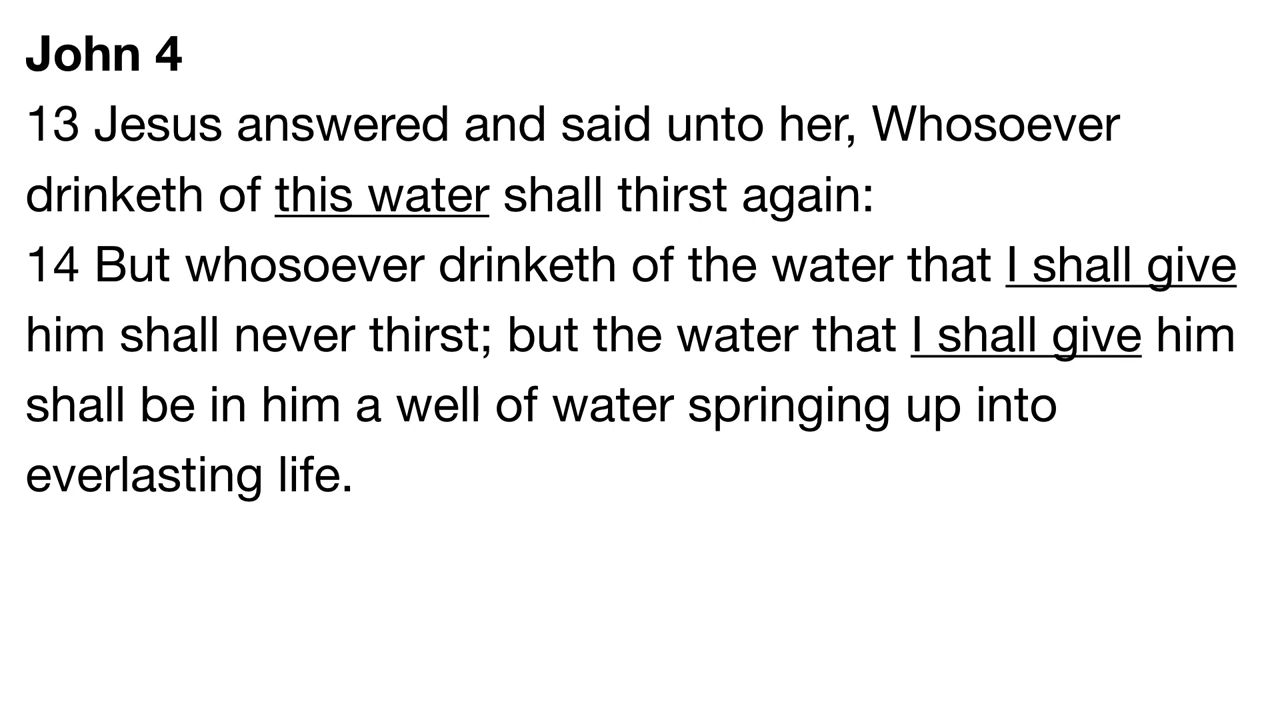 John 4
13 Jesus answered and said unto her, Whosoever
drinketh of this water shall thirst again:
14 But whosoever drinketh of the water that I shall give
him shall never thirst; but the water that I shall give him
shall be in him a well of water springing up into
everlasting life.